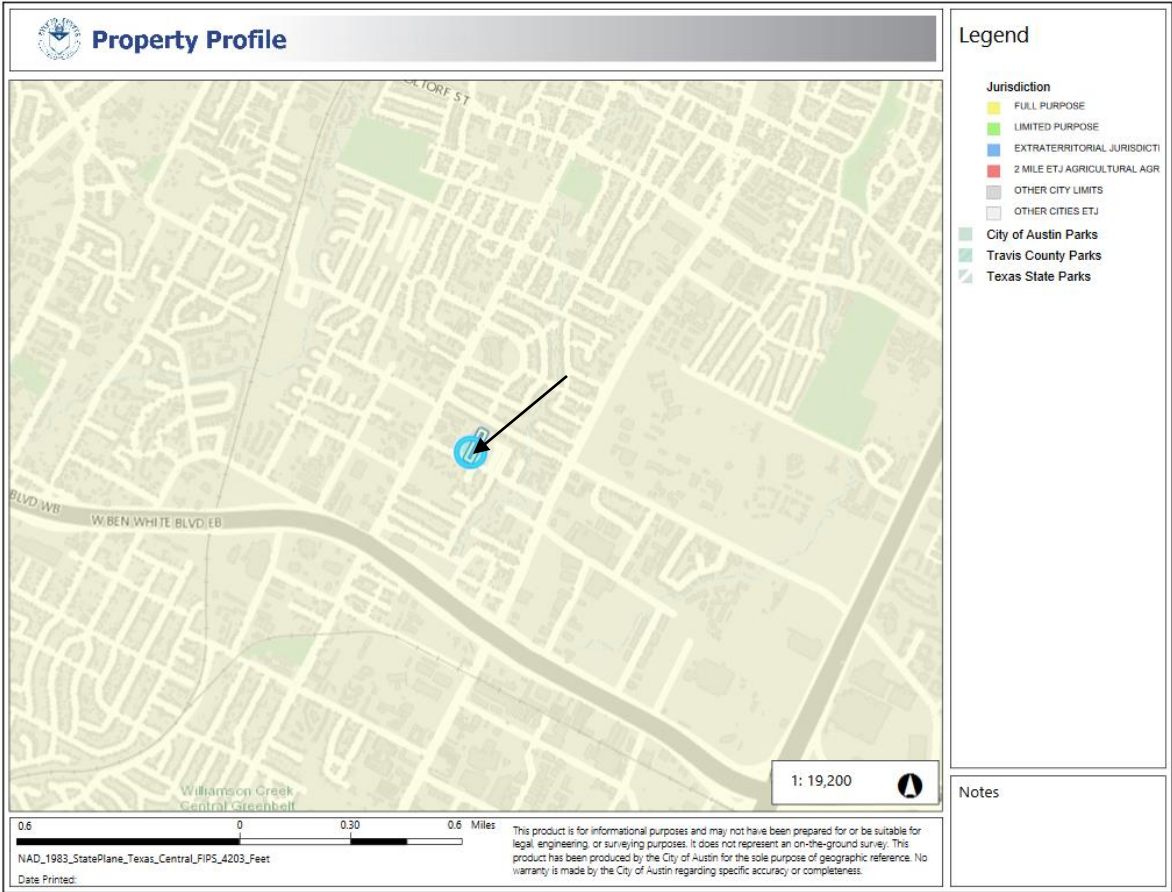 Property Profile
OLTORF ST
BLVD WB
W BEN WHITE BLVD EB
Williamson Creek
Central Greenbelt
1: 19,200
0.6 0 0.30 0.6 Miles
NAD_1983_StatePlane_Texas_Central_FIPS_4203_Feet
Date Printed:
This product is for informational purposes and may not have been prepared for or be suitable for
legal, engineering, or surveying purposes. It does not represent an on-the-ground survey. This
product has been produced by the City of Austin for the sole purpose of geographic reference. No
warranty is made by the City of Austin regarding specific accuracy or completeness.
Legend
Jurisdiction
FULL PURPOSE
LIMITED PURPOSE
EXTRATERRITORIAL JURISDICTI
2 MILE ETJ AGRICULTURAL AGR
OTHER CITY LIMITS
OTHER CITIES ETJ
City of Austin Parks
Travis County Parks
Texas State Parks
Notes